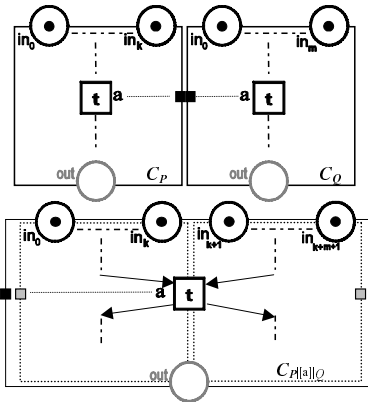 in0 ink in0 inm
t a a t
out CP out CQ
in0 ink ink+1 ink+m+1
a t
out CP|[a]|Q